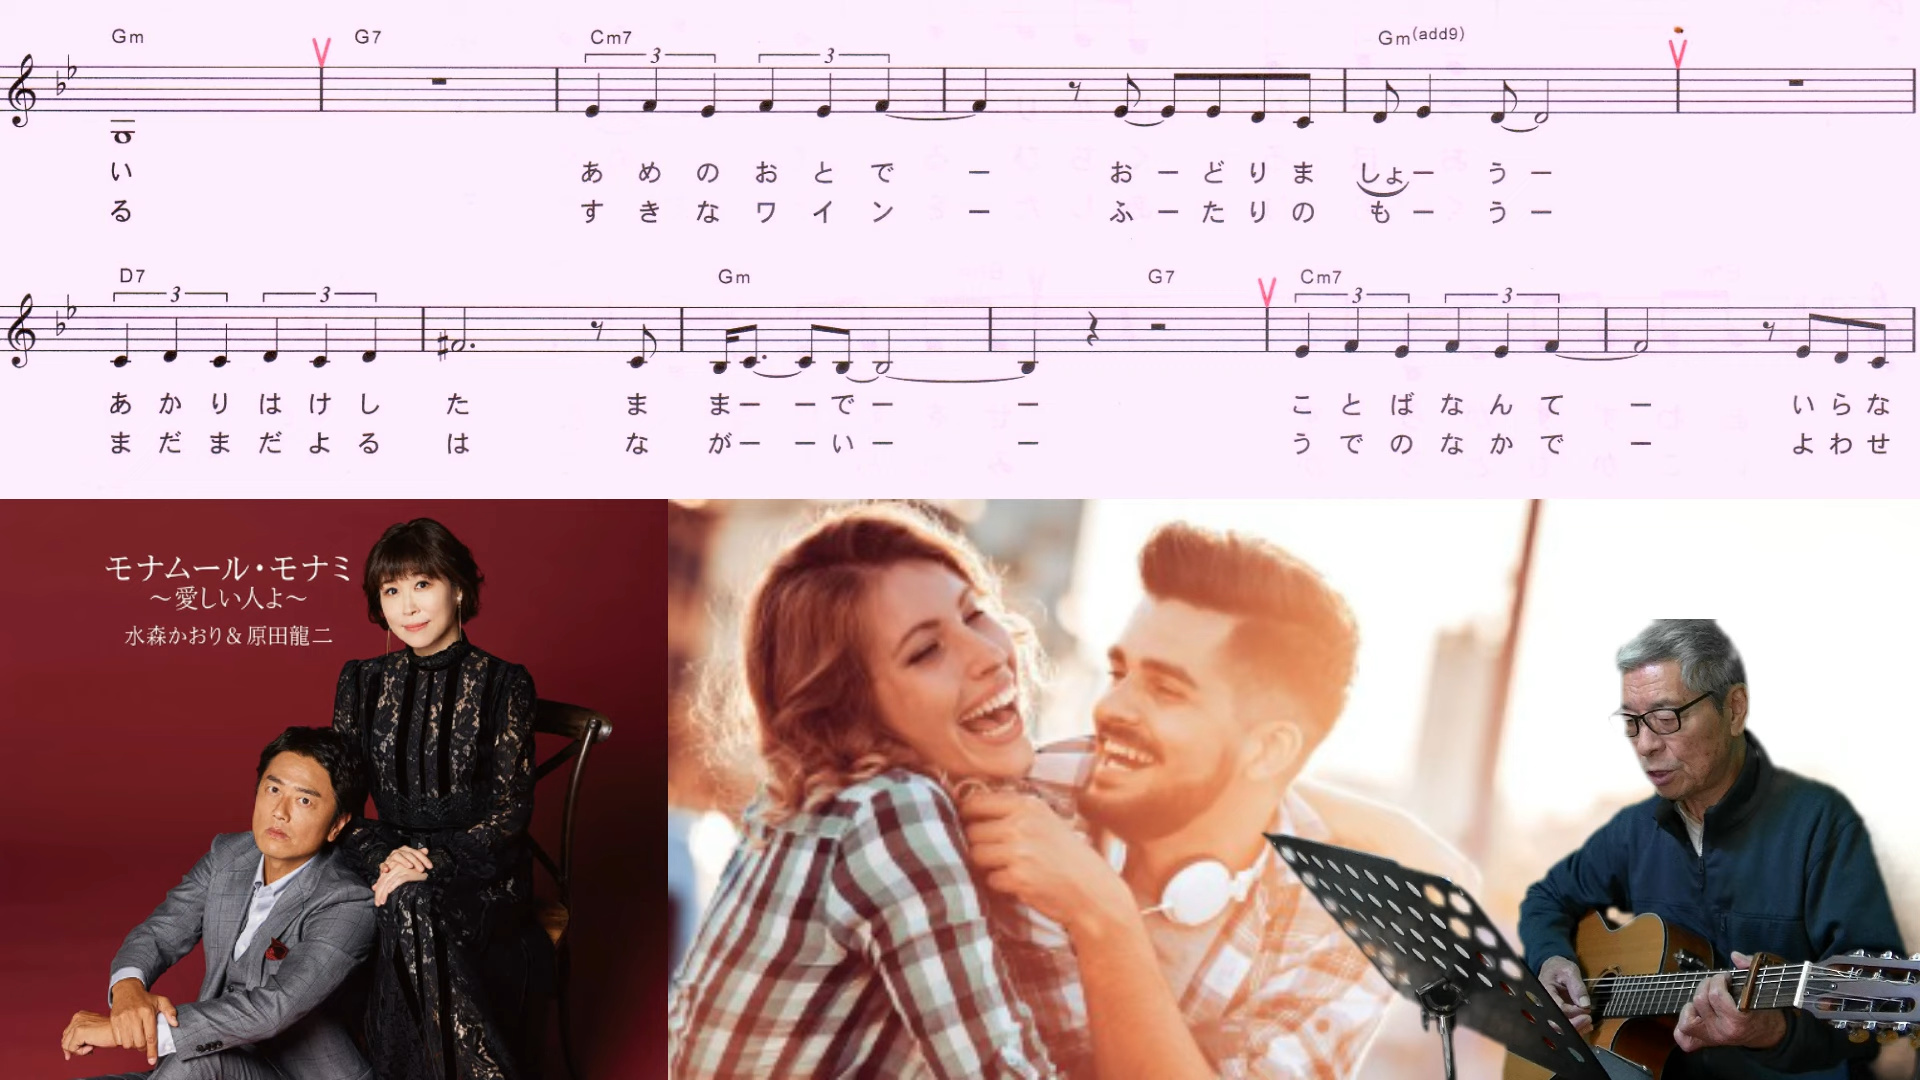 Gm G7 Cm7 3 3 Gm(add9)
い あ め の お と で ー お ー ど り ま しょ ー う ー
る す き な ワ イ ン ー ふ ー た り の も ー う ー
D7 3 3 Gm G7 Cm7 3 3
あ か り は け し た ま ま ー ー で ー ー こ と ば な ん て ー い ら な
ま だ ま だ よ る は な が ー ー い ー ー う で の な か で ー よ わ せ
モナムール・モナミ
～愛しい人よ～
水森かおり&原田龍二